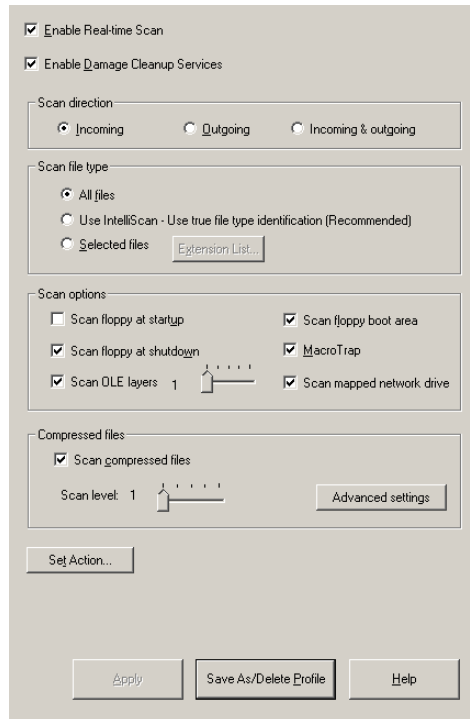 Enable Real-time Scan
Enable Damage Cleanup Services
Scan direction
Incoming Outgoing Incoming & outgoing
Scan file type
All files
Use IntelliScan - Use true file type identification (Recommended)
Selected files Extension List...
Scan options
Scan floppy at startup Scan floppy boot area
Scan floppy at shutdown MacroTrap
Scan OLE layers 1 Scan mapped network drive
Compressed files
Scan compressed files
Scan level: 1 Advanced settings
Set Action...
Apply Save As/Delete Profile Help